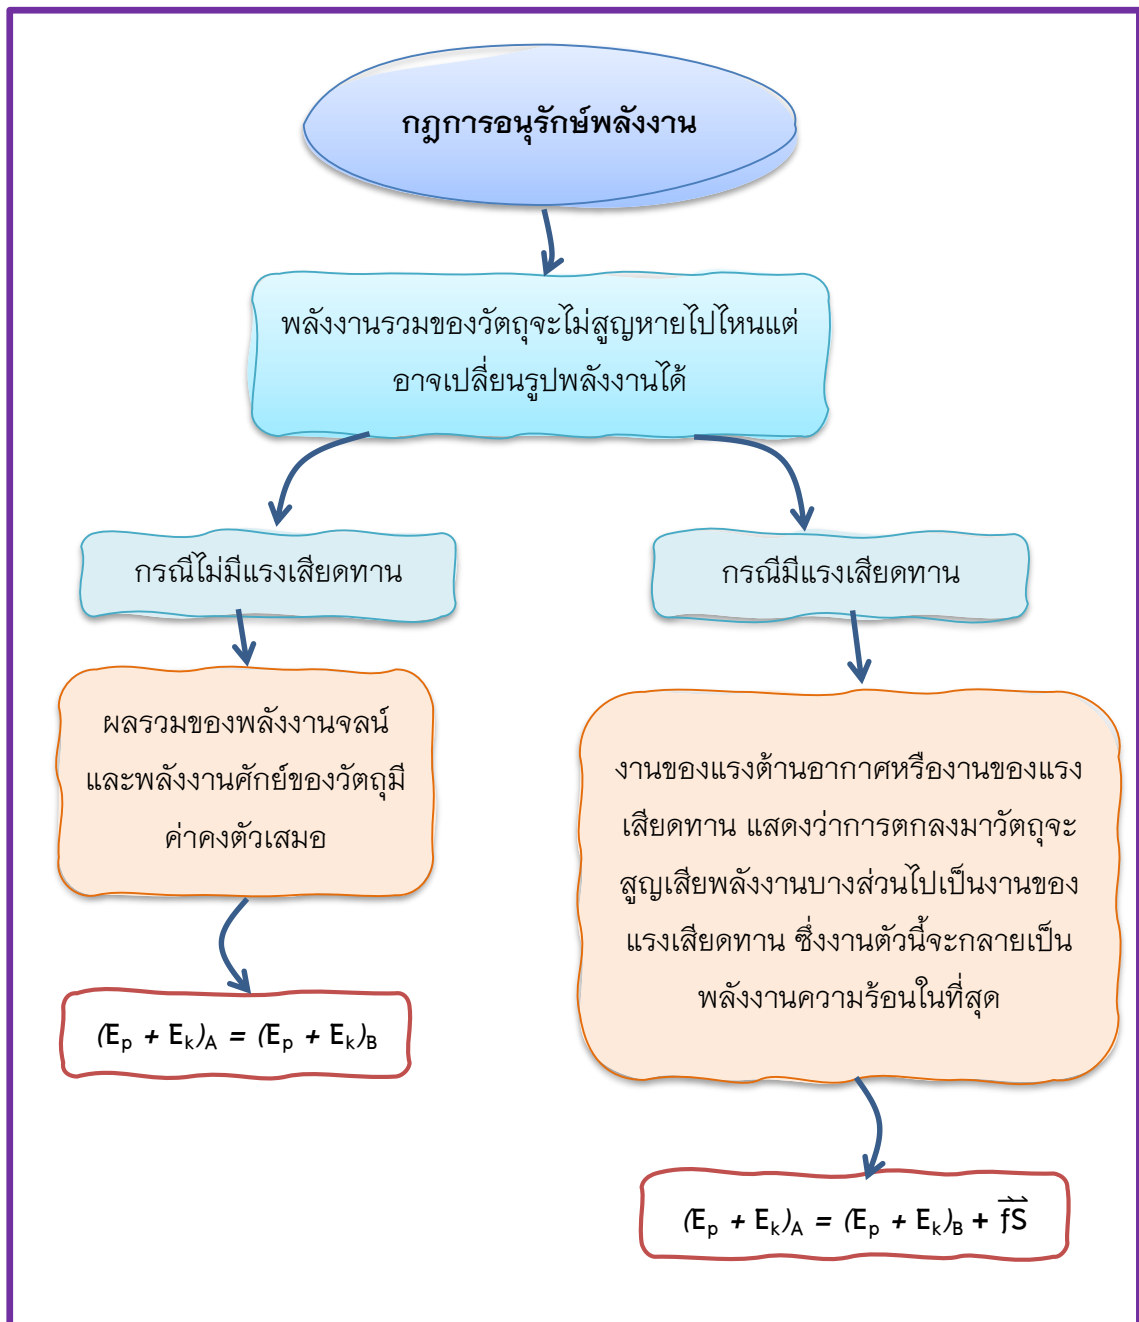 กฎการอนุรักษ์พลังงาน
พลังงานรวมของวัตถุจะไม่สูญหายไปไหนแต่
อาจเปลี่ยนรูปพลังงานได้
กรณีไม่มีแรงเสียดทาน
กรณีมีแรงเสียดทาน
ผลรวมของพลังงานจลน์
และพลังงานศักย์ของวัตถุมี
ค่าคงตัวเสมอ
งานของแรงต้านอากาศหรืองานของแรง
เสียดทาน แสดงว่าการตกลงมาวัตถุจะ
สูญเสียพลังงานบางส่วนไปเป็นงานของ
แรงเสียดทาน ซึ่งงานตัวนี้จะกลายเป็น
พลังงานความร้อนในที่สุด
(Eₚ + Eₖ)_A = (Eₚ + Eₖ)_B
(Eₚ + Eₖ)_A = (Eₚ + Eₖ)_B + f⃗S⃗